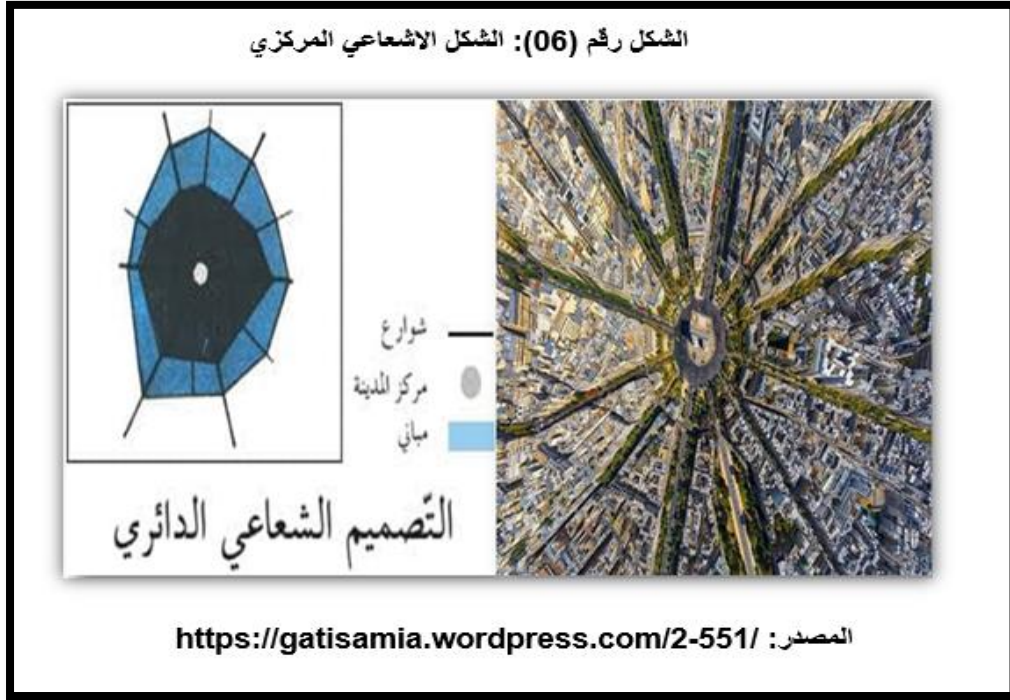 الشكل رقم (06): الشكل الاشعاعي المركزي
شوارع
مركز المدينة
مباني
التّصميم الشعاعي الدائري
المصدر: https://gatisamia.wordpress.com/2-551/